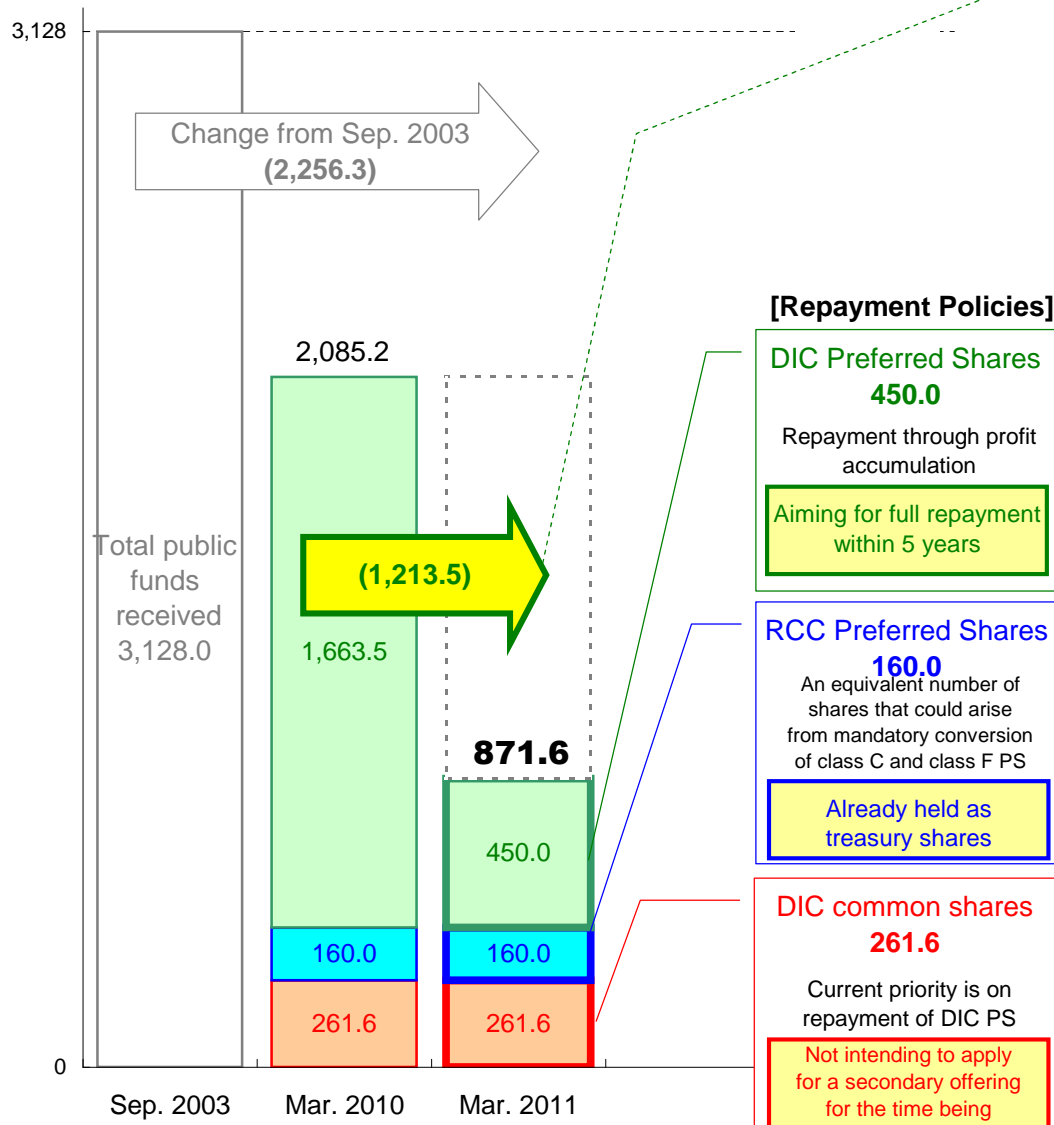 3,128
Change from Sep. 2003
(2,256.3)
Total public
funds
received
3,128.0
2,085.2
1,663.5
160.0
261.6
(1,213.5)
871.6
450.0
160.0
261.6
0
Sep. 2003
Mar. 2010
Mar. 2011
[Repayment Policies]
DIC Preferred Shares
450.0
Repayment through profit
accumulation
Aiming for full repayment
within 5 years
RCC Preferred Shares
160.0
An equivalent number of
shares that could arise
from mandatory conversion
of class C and class F PS
Already held as
treasury shares
DIC common shares
261.6
Current priority is on
repayment of DIC PS
Not intending to apply
for a secondary offering
for the time being